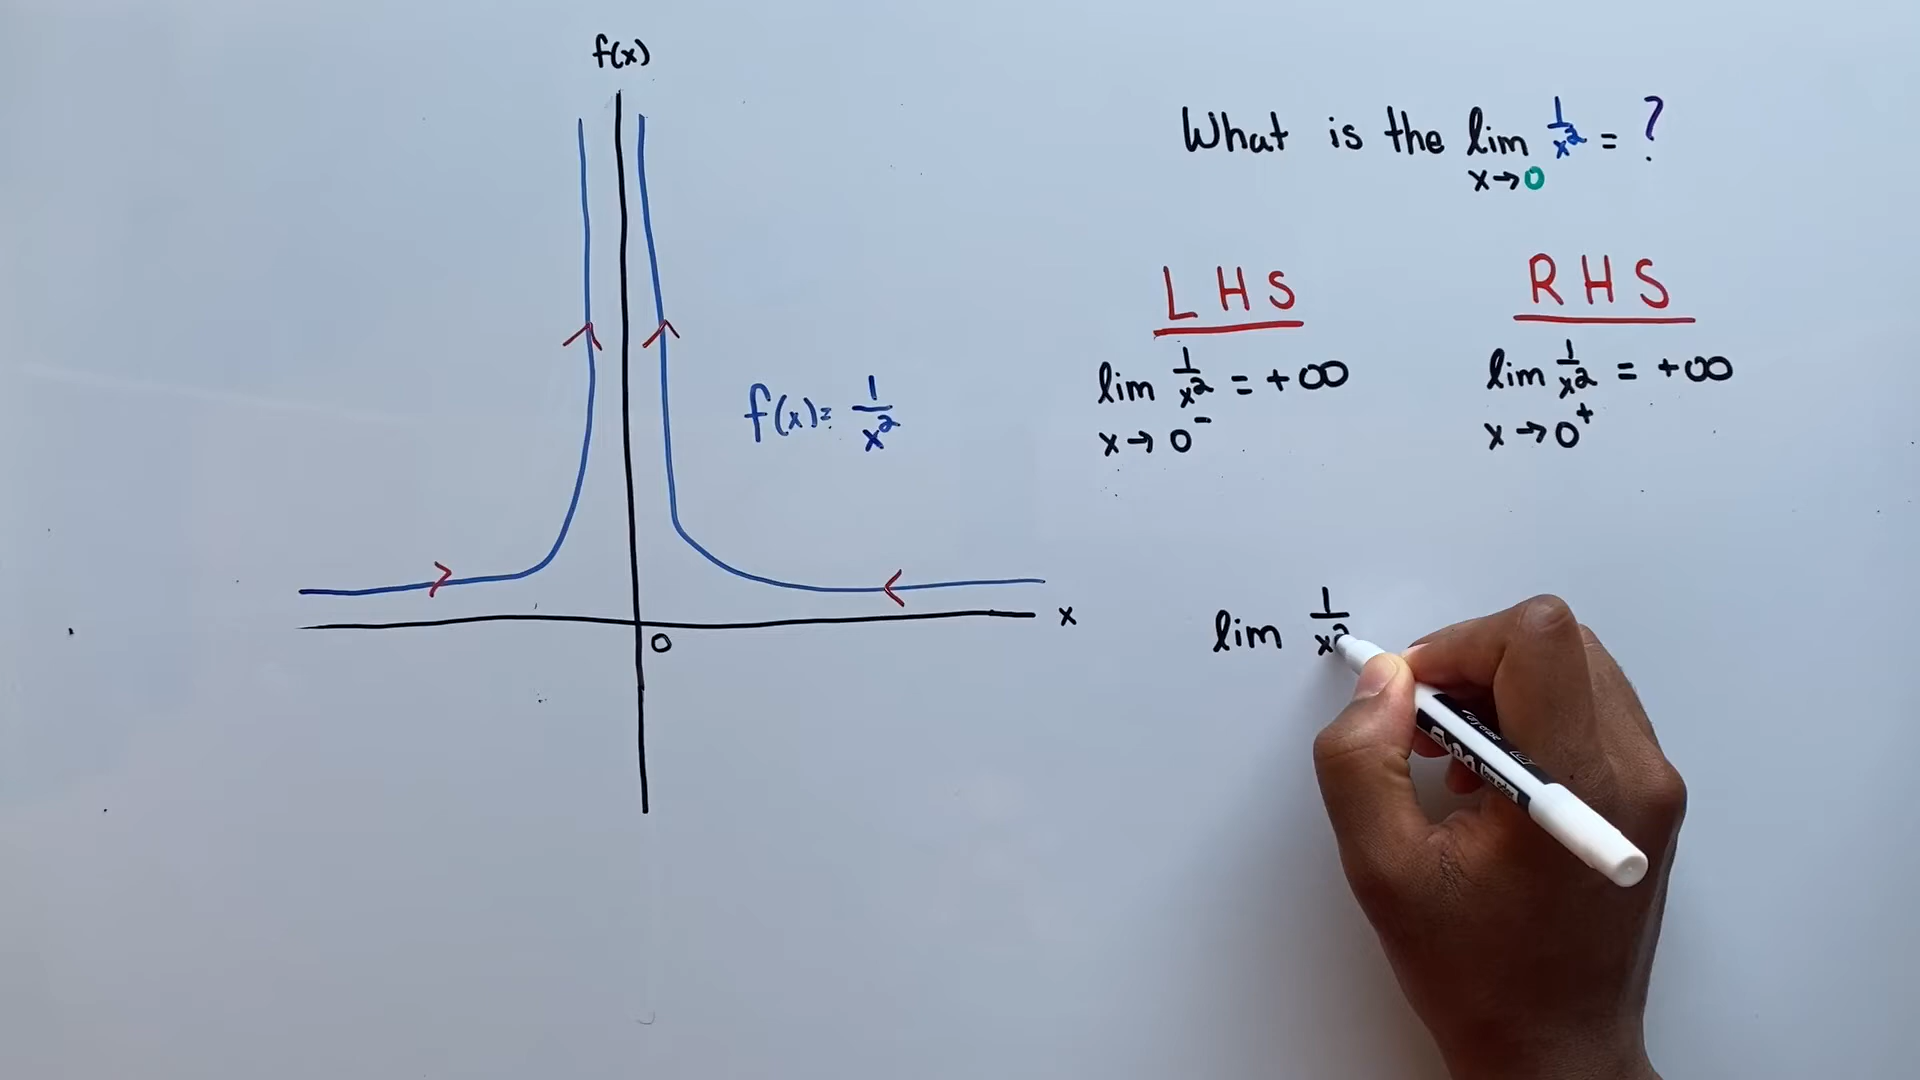 f(x)
What is the lim 1/x² = ?
x→0
LHS
RHS
lim 1/x² = +∞
x→0⁻
lim 1/x² = +∞
x→0⁺
f(x)= 1/x²
lim 1/x²
x
0